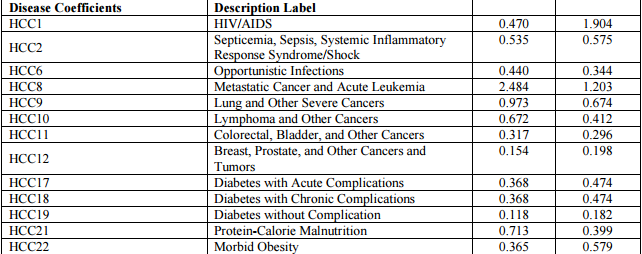 Disease Coefficients Description Label
HCC1 HIV/AIDS 0.470 1.904
HCC2 Septicemia, Sepsis, Systemic Inflammatory Response Syndrome/Shock 0.535 0.575
HCC6 Opportunistic Infections 0.440 0.344
HCC8 Metastatic Cancer and Acute Leukemia 2.484 1.203
HCC9 Lung and Other Severe Cancers 0.973 0.674
HCC10 Lymphoma and Other Cancers 0.672 0.412
HCC11 Colorectal, Bladder, and Other Cancers 0.317 0.296
HCC12 Breast, Prostate, and Other Cancers and Tumors 0.154 0.198
HCC17 Diabetes with Acute Complications 0.368 0.474
HCC18 Diabetes with Chronic Complications 0.368 0.474
HCC19 Diabetes without Complication 0.118 0.182
HCC21 Protein-Calorie Malnutrition 0.713 0.399
HCC22 Morbid Obesity 0.365 0.579